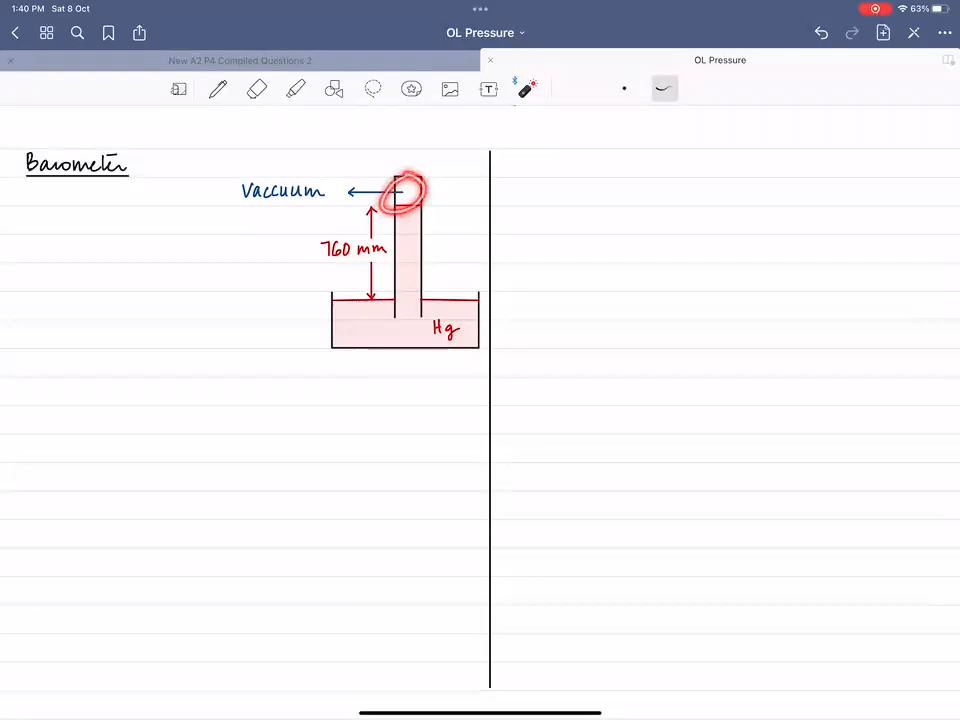 1:40 PM Sat 8 Oct
63%
OL Pressure
New A2 P4 Compiled Questions 2
OL Pressure
T
Barometer
Vaccuum
760 mm
Hg